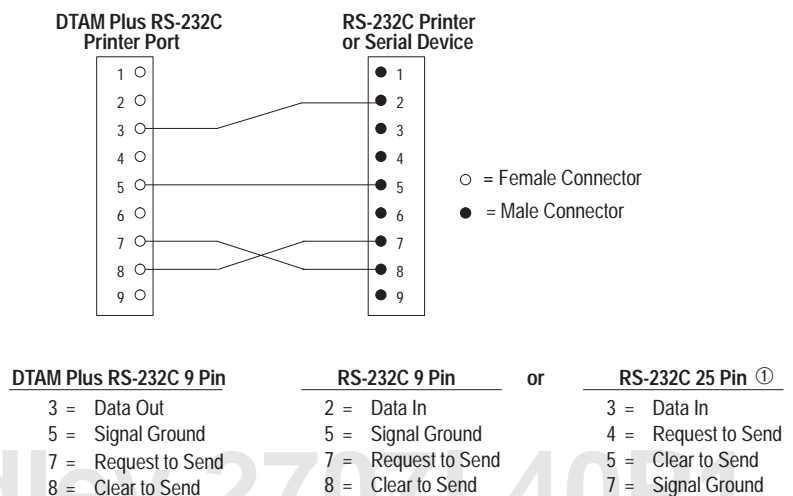 DTAM Plus RS-232C
Printer Port
RS-232C Printer
or Serial Device
1 1
2 2
3 3
4 4
5 5
6 6
7 7
8 8
9 9
= Female Connector
= Male Connector
DTAM Plus RS-232C 9 Pin RS-232C 9 Pin or RS-232C 25 Pin ①
3 = Data Out 2 = Data In 3 = Data In
5 = Signal Ground 5 = Signal Ground 4 = Request to Send
7 = Request to Send 7 = Request to Send 5 = Clear to Send
8 = Clear to Send 8 = Clear to Send 7 = Signal Ground